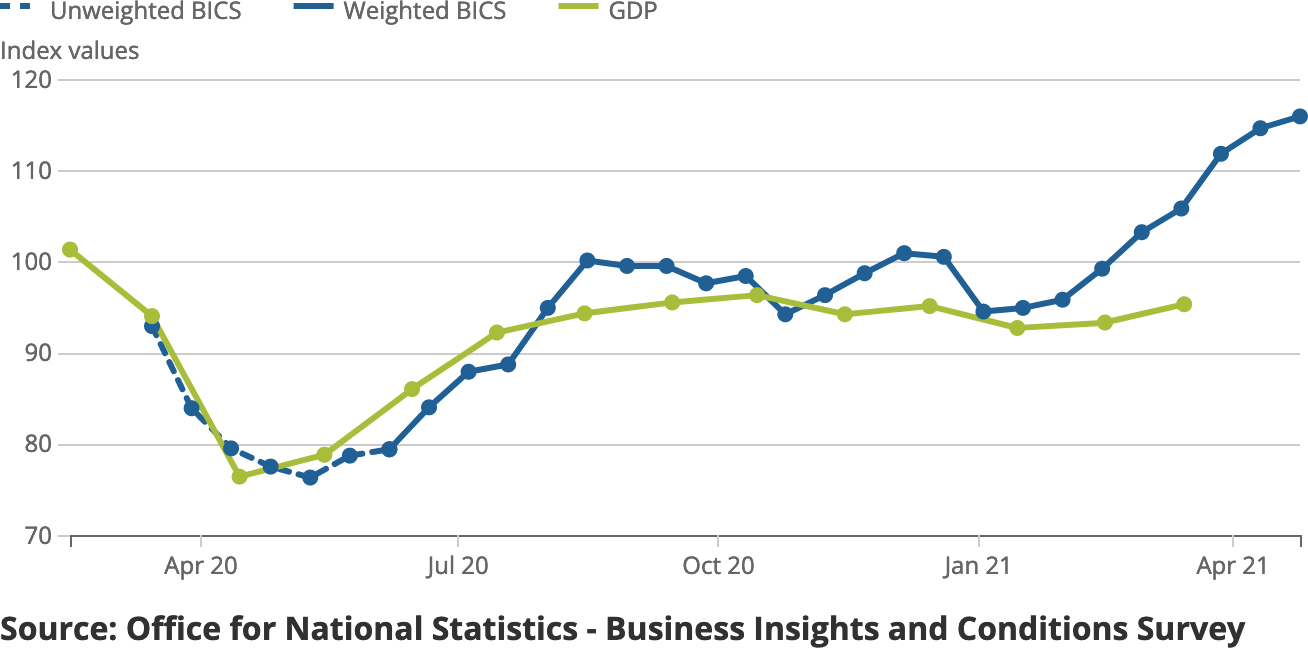 Unweighted BICS Weighted BICS GDP
Index values
120
110
100
90
80
70
Apr 20 Jul 20 Oct 20 Jan 21 Apr 21
Source: Office for National Statistics - Business Insights and Conditions Survey